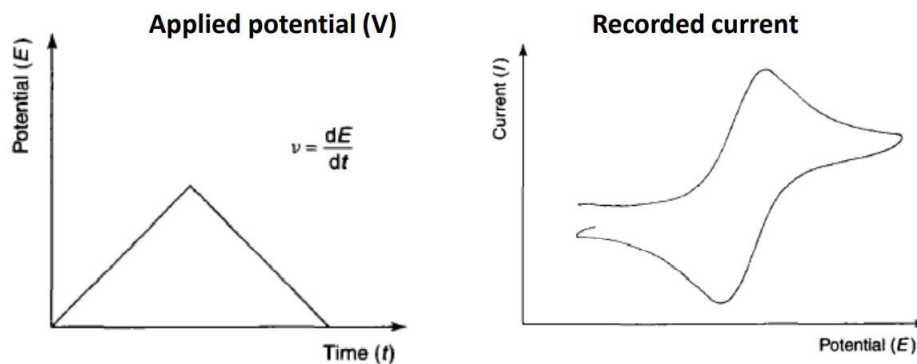 Applied potential (V)
Potential (E)
ν = dE/dt
Time (t)
Recorded current
Current (I)
Potential (E)